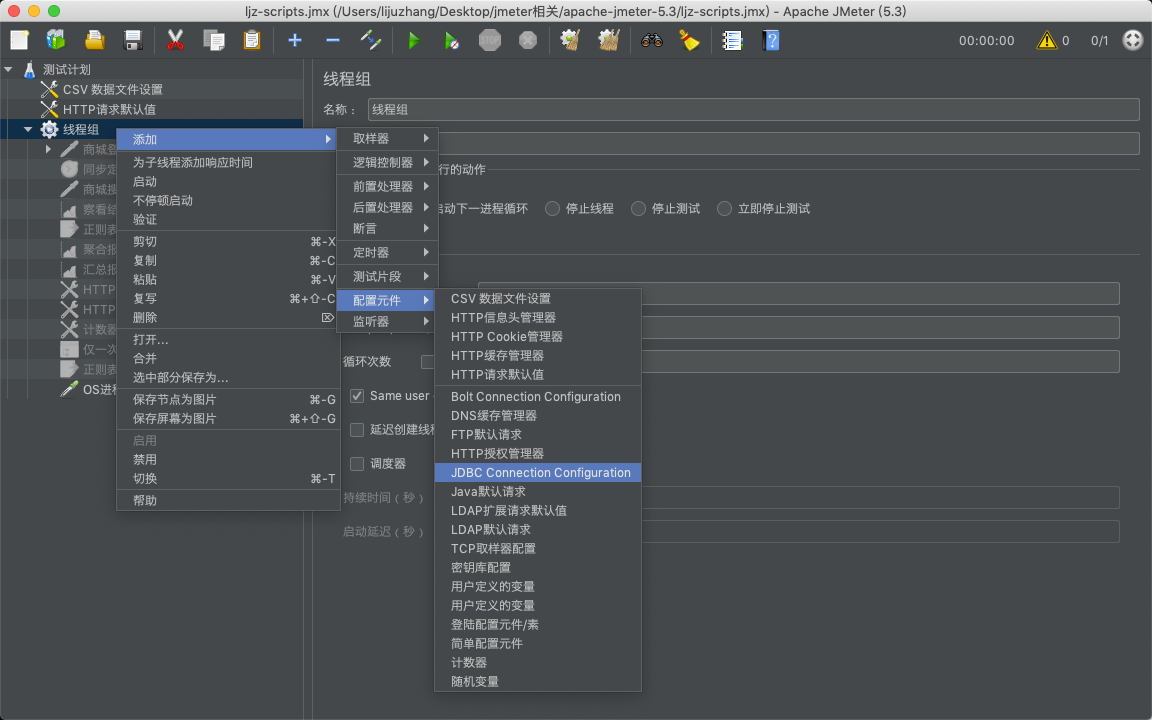 ljz-scripts.jmx (/Users/lijuzhang/Desktop/jmeter相关/apache-jmeter-5.3/ljz-scripts.jmx) - Apache JMeter (5.3)
STOP
00:00:00
0
0/1
测试计划
CSV 数据文件设置
HTTP请求默认值
线程组
商城
同步定
商城搜
察看结
正则表
聚合报
汇总报
HTTP
HTTP
计数器
仅一次
正则表
OS进程
添加
为子线程添加响应时间
启动
不停顿启动
验证
剪切 ⌘-X
复制 ⌘-C
粘贴 ⌘-V
复写 ⌘+⇧-C
删除 ⌦
打开...
合并
选中部分保存为...
保存节点为图片 ⌘-G
保存屏幕为图片 ⌘+⇧-G
启用
禁用
切换 ⌘-T
帮助
取样器
逻辑控制器
前置处理器
后置处理器
断言
定时器
测试片段
配置元件
监听器
CSV 数据文件设置
HTTP信息头管理器
HTTP Cookie管理器
HTTP缓存管理器
HTTP请求默认值
Bolt Connection Configuration
DNS缓存管理器
FTP默认请求
HTTP授权管理器
JDBC Connection Configuration
Java默认请求
LDAP扩展请求默认值
LDAP默认请求
TCP取样器配置
密钥库配置
用户定义的变量
用户定义的变量
登陆配置元件/素
简单配置元件
计数器
随机变量
线程组
名称： 线程组
行的动作
启动下一进程循环 停止线程 停止测试 立即停止测试
循环次数
Same user
延迟创建线程
调度器
持续时间（秒）
启动延迟（秒）